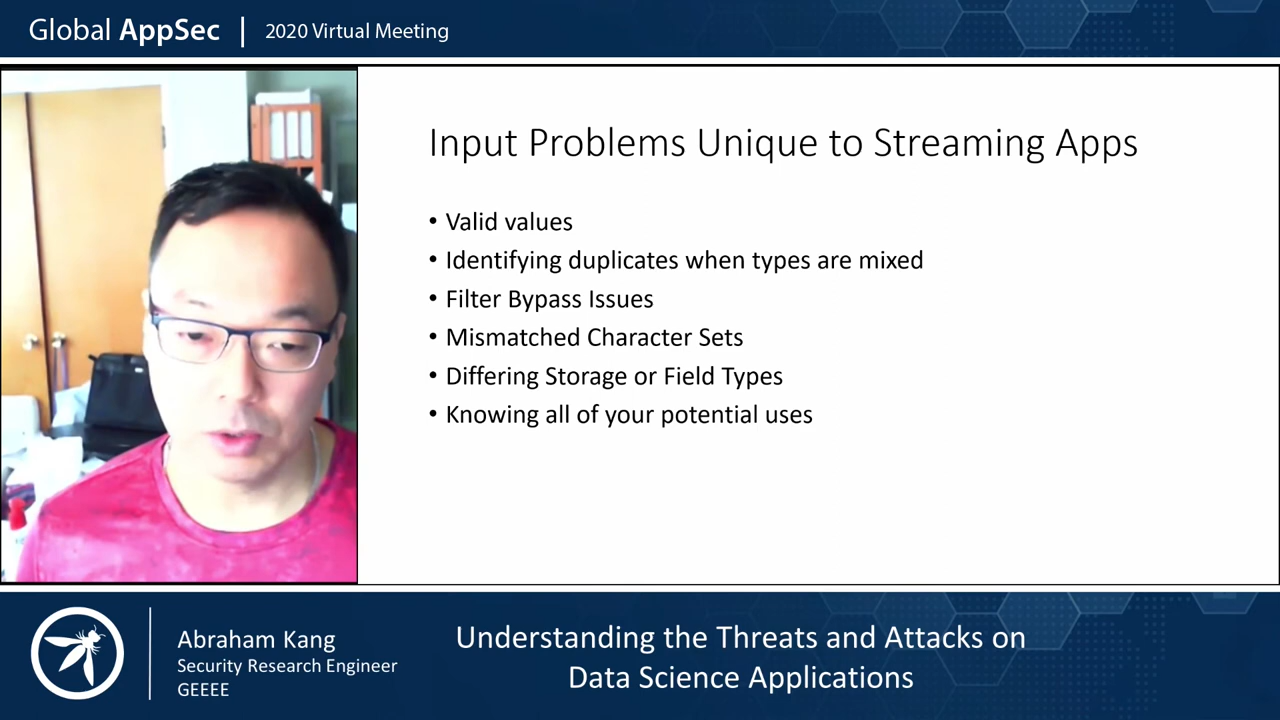 Global AppSec | 2020 Virtual Meeting
Input Problems Unique to Streaming Apps
• Valid values
• Identifying duplicates when types are mixed
• Filter Bypass Issues
• Mismatched Character Sets
• Differing Storage or Field Types
• Knowing all of your potential uses
Abraham Kang
Security Research Engineer
GEEEE
Understanding the Threats and Attacks on
Data Science Applications